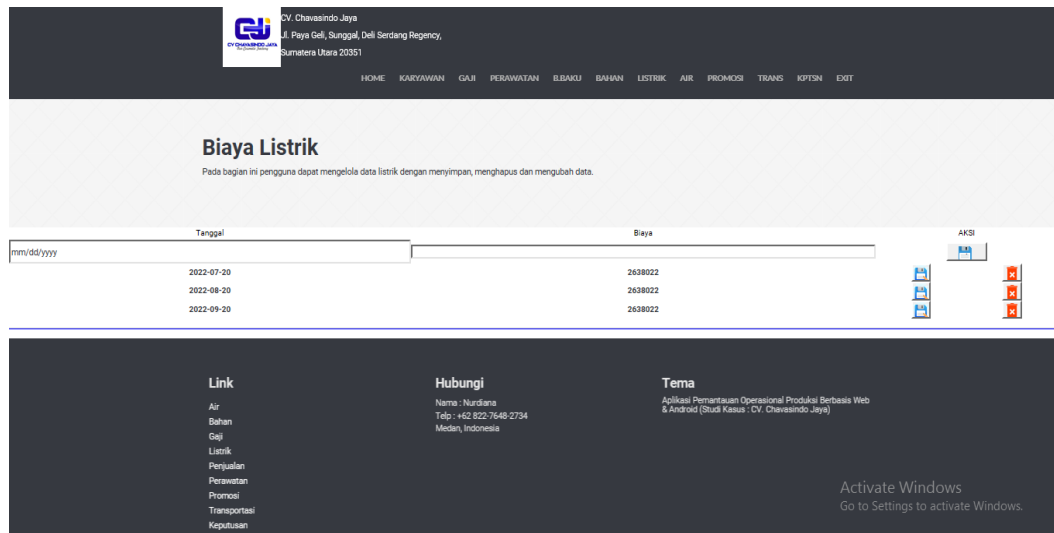 CV. Chavasindo Jaya
Jl. Paya Geli, Sunggal, Deli Serdang Regency,
Sumatera Utara 20351
CV CHAVASINDO JAYA
HOME KARYAWAN GAJI PERAWATAN B.BAKU BAHAN LISTRIK AIR PROMOSI TRANS KPTSN EXIT
Biaya Listrik
Pada bagian ini pengguna dapat mengelola data listrik dengan menyimpan, menghapus dan mengubah data.
Tanggal Biaya AKSI
mm/dd/yyyy
2022-07-20 2638022
2022-08-20 2638022
2022-09-20 2638022
Link
Air
Bahan
Gaji
Listrik
Penjualan
Perawatan
Promosi
Transportasi
Keputusan
Hubungi
Nama : Nurdiana
Telp : +62 822-7648-2734
Medan, Indonesia
Tema
Aplikasi Pemantauan Operasional Produksi Berbasis Web
& Android (Studi Kasus : CV. Chavasindo Jaya)
Activate Windows
Go to Settings to activate Windows.